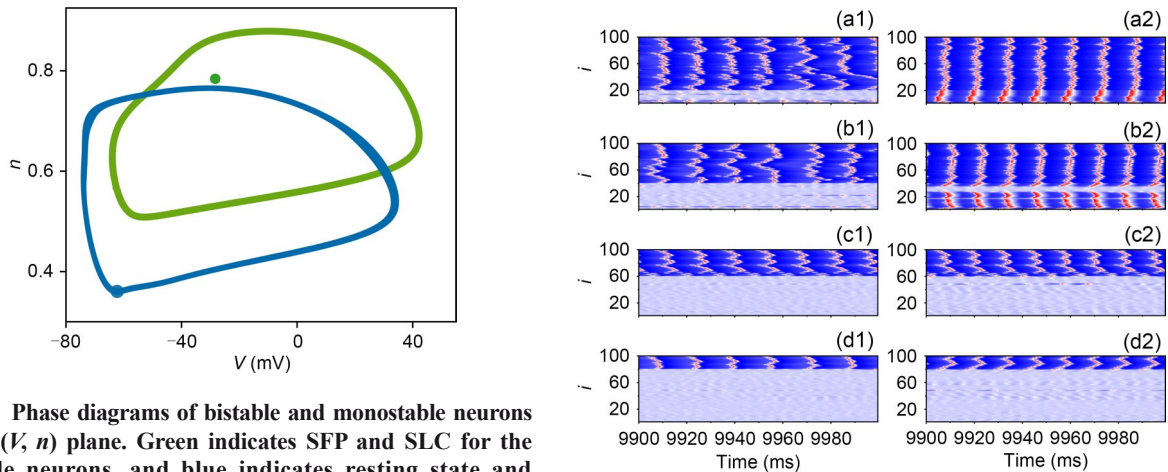 0.8
0.6
0.4
n
−80
−40
0
40
V (mV)
Phase diagrams of bistable and monostable neurons
(V, n) plane. Green indicates SFP and SLC for the
neurons, and blue indicates resting state and
(a1)
(a2)
100
60
20
i
100
60
20
(b1)
(b2)
100
60
20
i
100
60
20
(c1)
(c2)
100
60
20
i
100
60
20
(d1)
(d2)
100
60
20
i
100
60
20
9900 9920 9940 9960 9980
9900 9920 9940 9960 9980
Time (ms)
Time (ms)